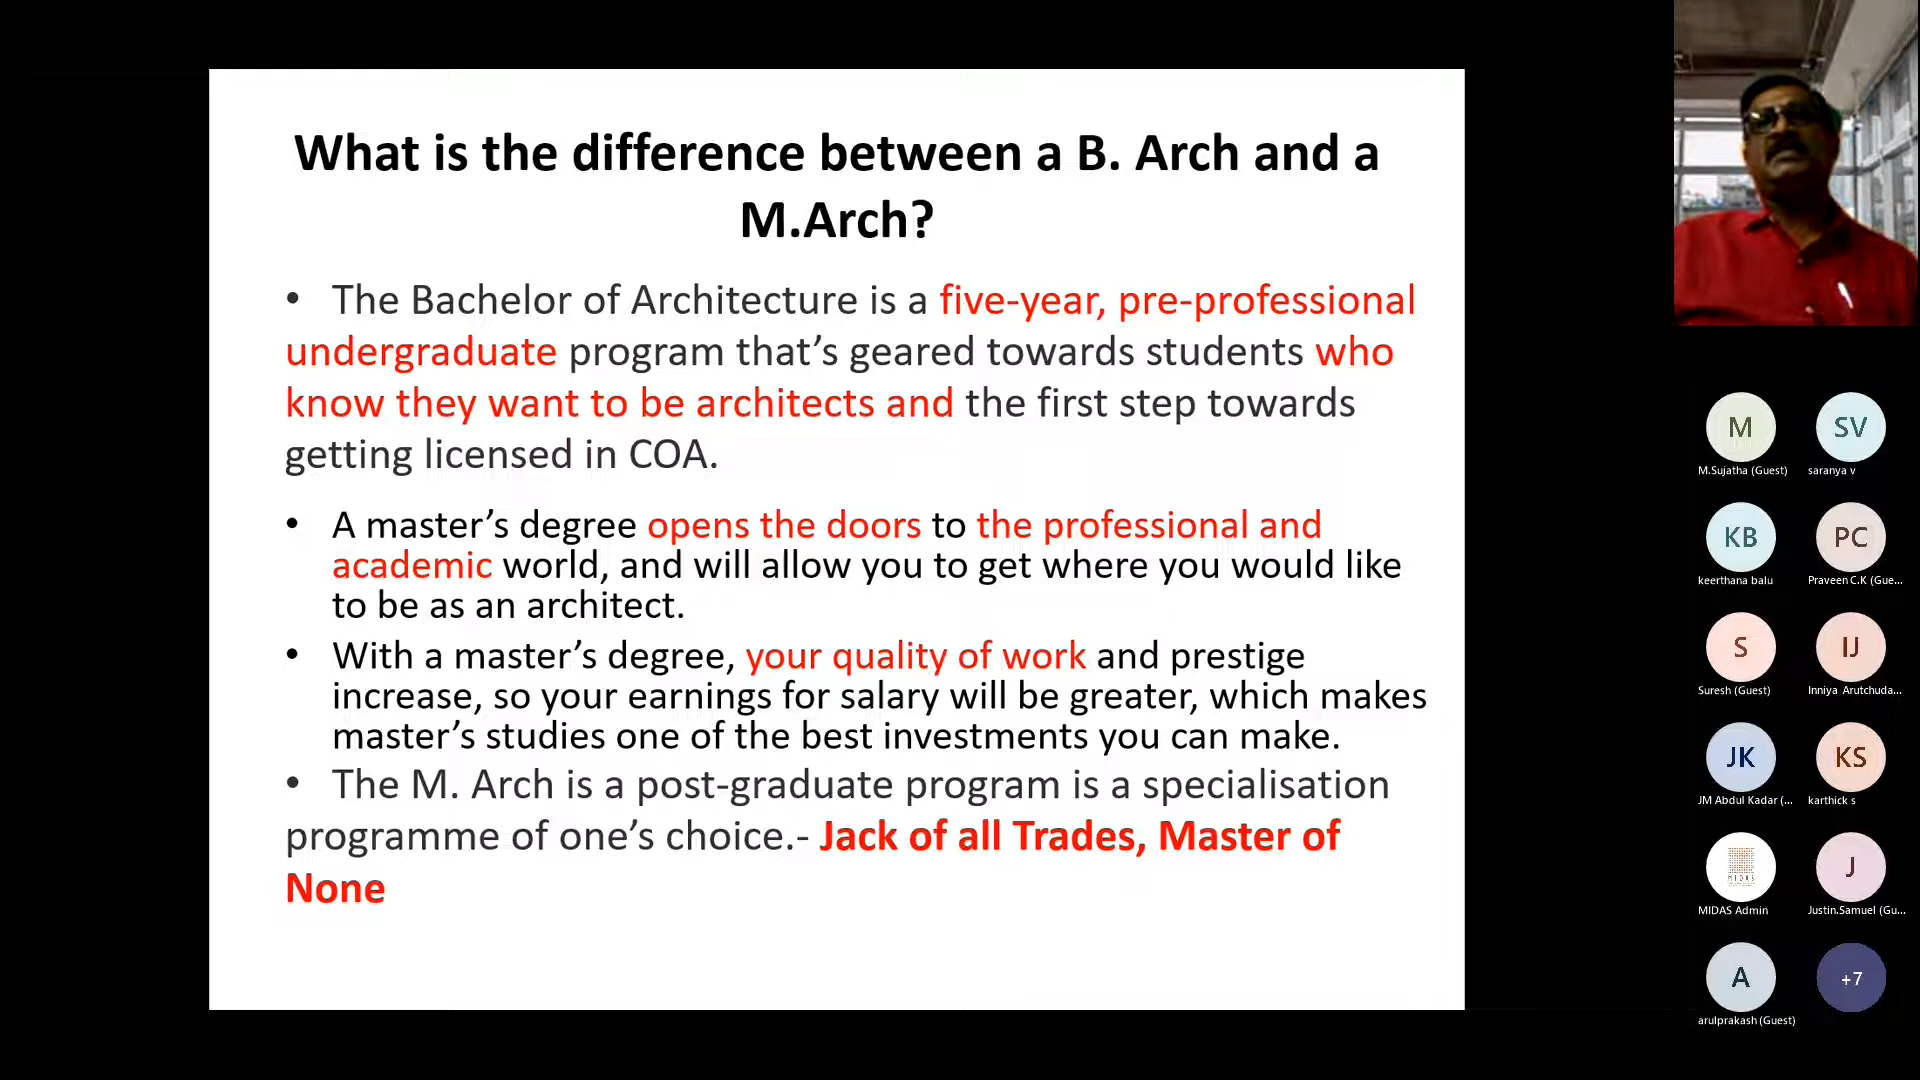 What is the difference between a B. Arch and a
M.Arch?
• The Bachelor of Architecture is a five-year, pre-professional
undergraduate program that’s geared towards students who
know they want to be architects and the first step towards
getting licensed in COA.
• A master’s degree opens the doors to the professional and
academic world, and will allow you to get where you would like
to be as an architect.
• With a master’s degree, your quality of work and prestige
increase, so your earnings for salary will be greater, which makes
master’s studies one of the best investments you can make.
• The M. Arch is a post-graduate program is a specialisation
programme of one’s choice.- Jack of all Trades, Master of
None
M
SV
M.Sujatha (Guest)
saranya v
KB
PC
keerthana balu
Praveen C.K (Gue...
S
IJ
Suresh (Guest)
Inniya Arutchuda...
JK
KS
JM Abdul Kadar (...
karthick s
MIDAS
J
MIDAS Admin
Justin.Samuel (Gu...
A
+7
arulprakash (Guest)